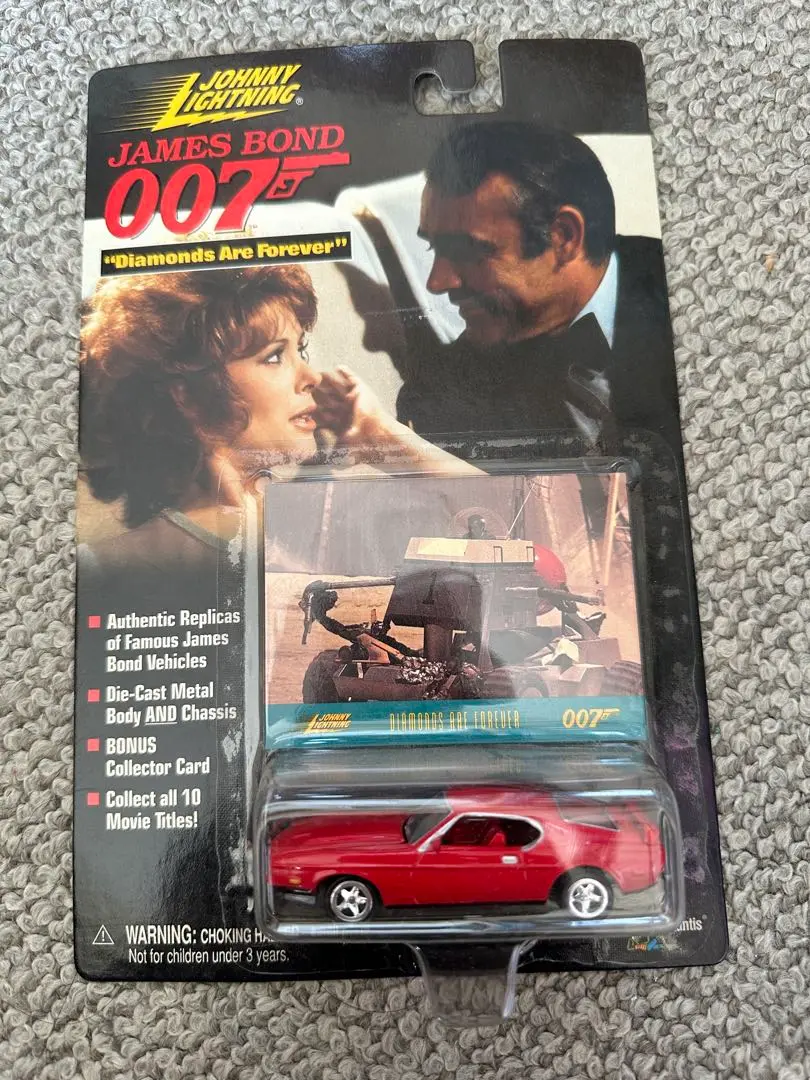 JOHNNY
LIGHTNING®
JAMES BOND
007
"Diamonds Are Forever"
Authentic Replicas
of Famous James
Bond Vehicles
Die-Cast Metal
Body AND Chassis
BONUS
Collector Card
Collect all 10
Movie Titles!
JOHNNY
LIGHTNING
DIAMONDS ARE FOREVER
007
WARNING: CHOKING HA
Not for children under 3 years.
antis®